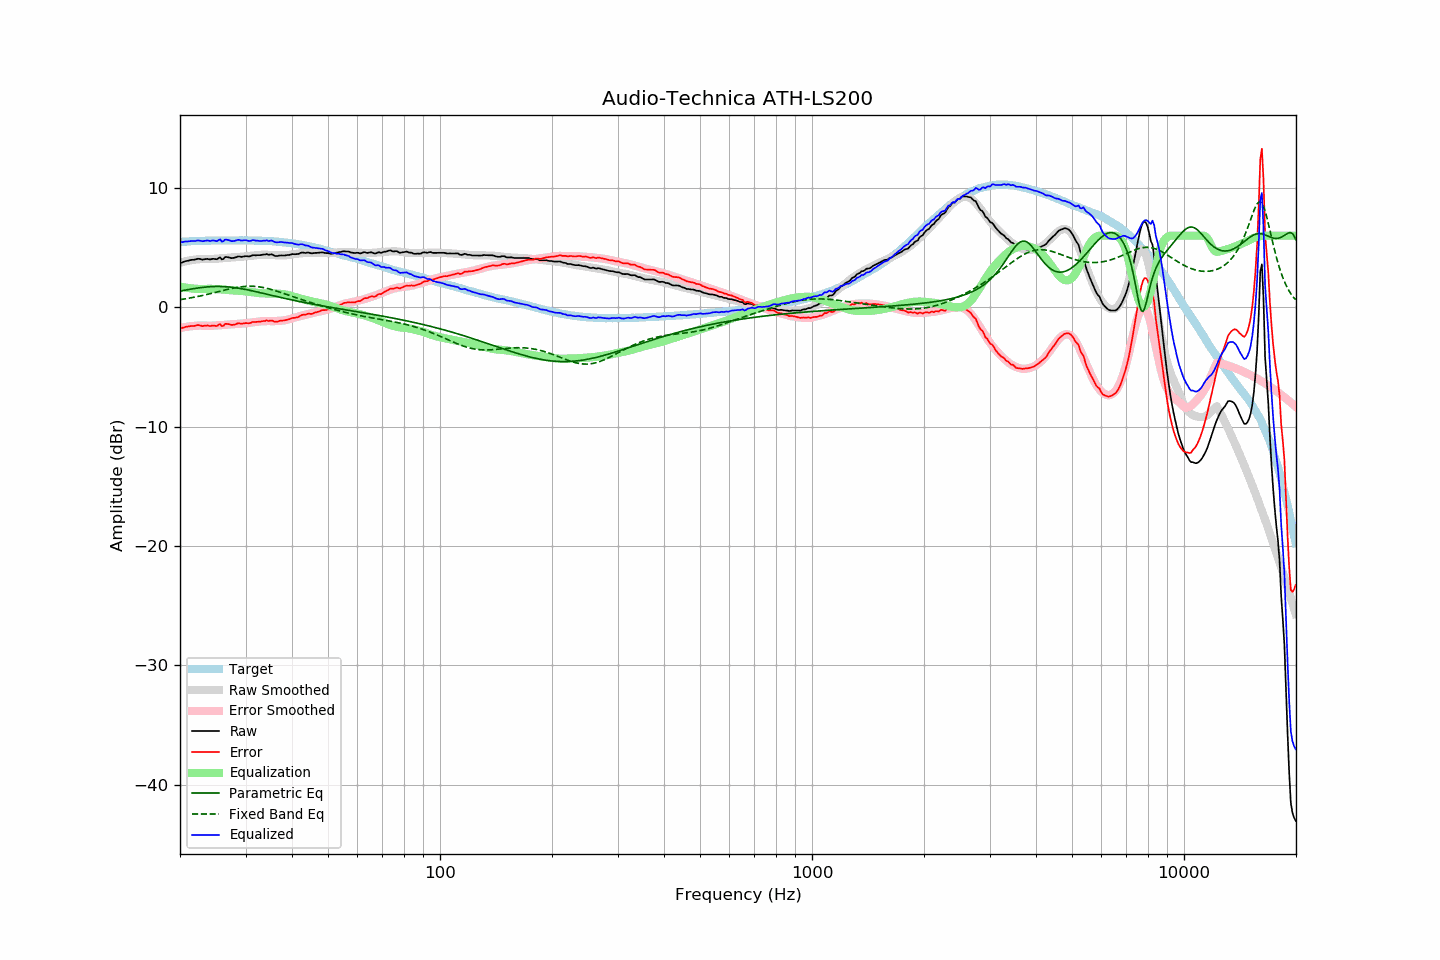 Audio-Technica ATH-LS200
Amplitude (dBr)
10
0
−10
−20
−30
−40
Target
Raw Smoothed
Error Smoothed
Raw
Error
Equalization
Parametric Eq
Fixed Band Eq
Equalized
100
1000
10000
Frequency (Hz)